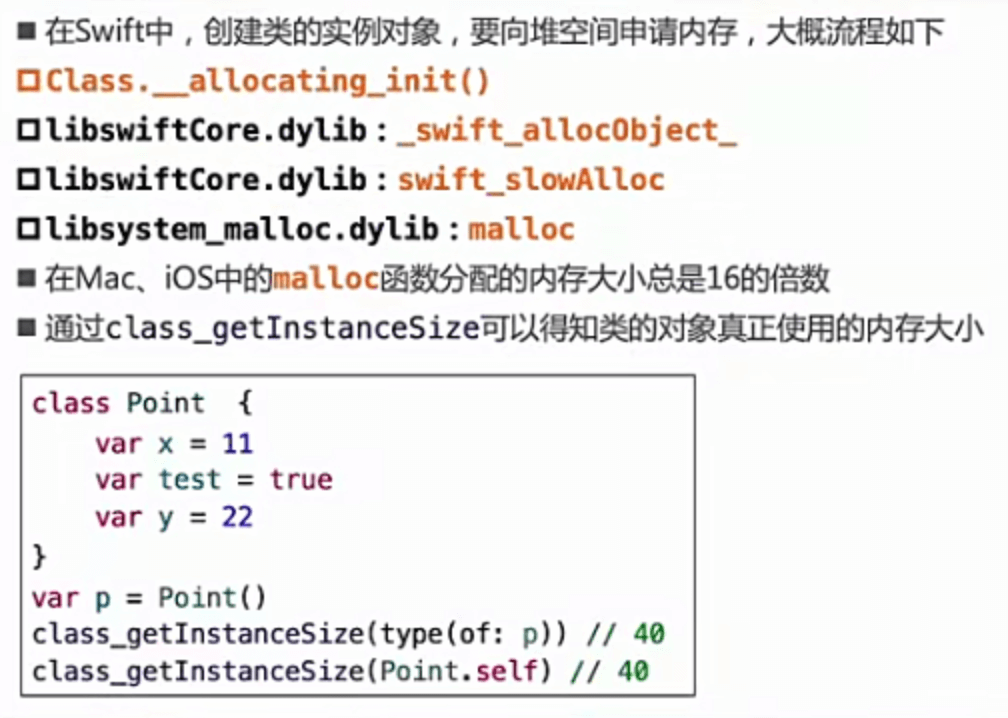 ■ 在Swift中，创建类的实例对象，要向堆空间申请内存，大概流程如下
□ Class.__allocating_init()
□ libswiftCore.dylib：_swift_allocObject_
□ libswiftCore.dylib：swift_slowAlloc
□ libsystem_malloc.dylib：malloc
■ 在Mac、iOS中的malloc函数分配的内存大小总是16的倍数
■ 通过class_getInstanceSize可以得知类的对象真正使用的内存大小
class Point  {
    var x = 11
    var test = true
    var y = 22
}
var p = Point()
class_getInstanceSize(type(of: p)) // 40
class_getInstanceSize(Point.self) // 40